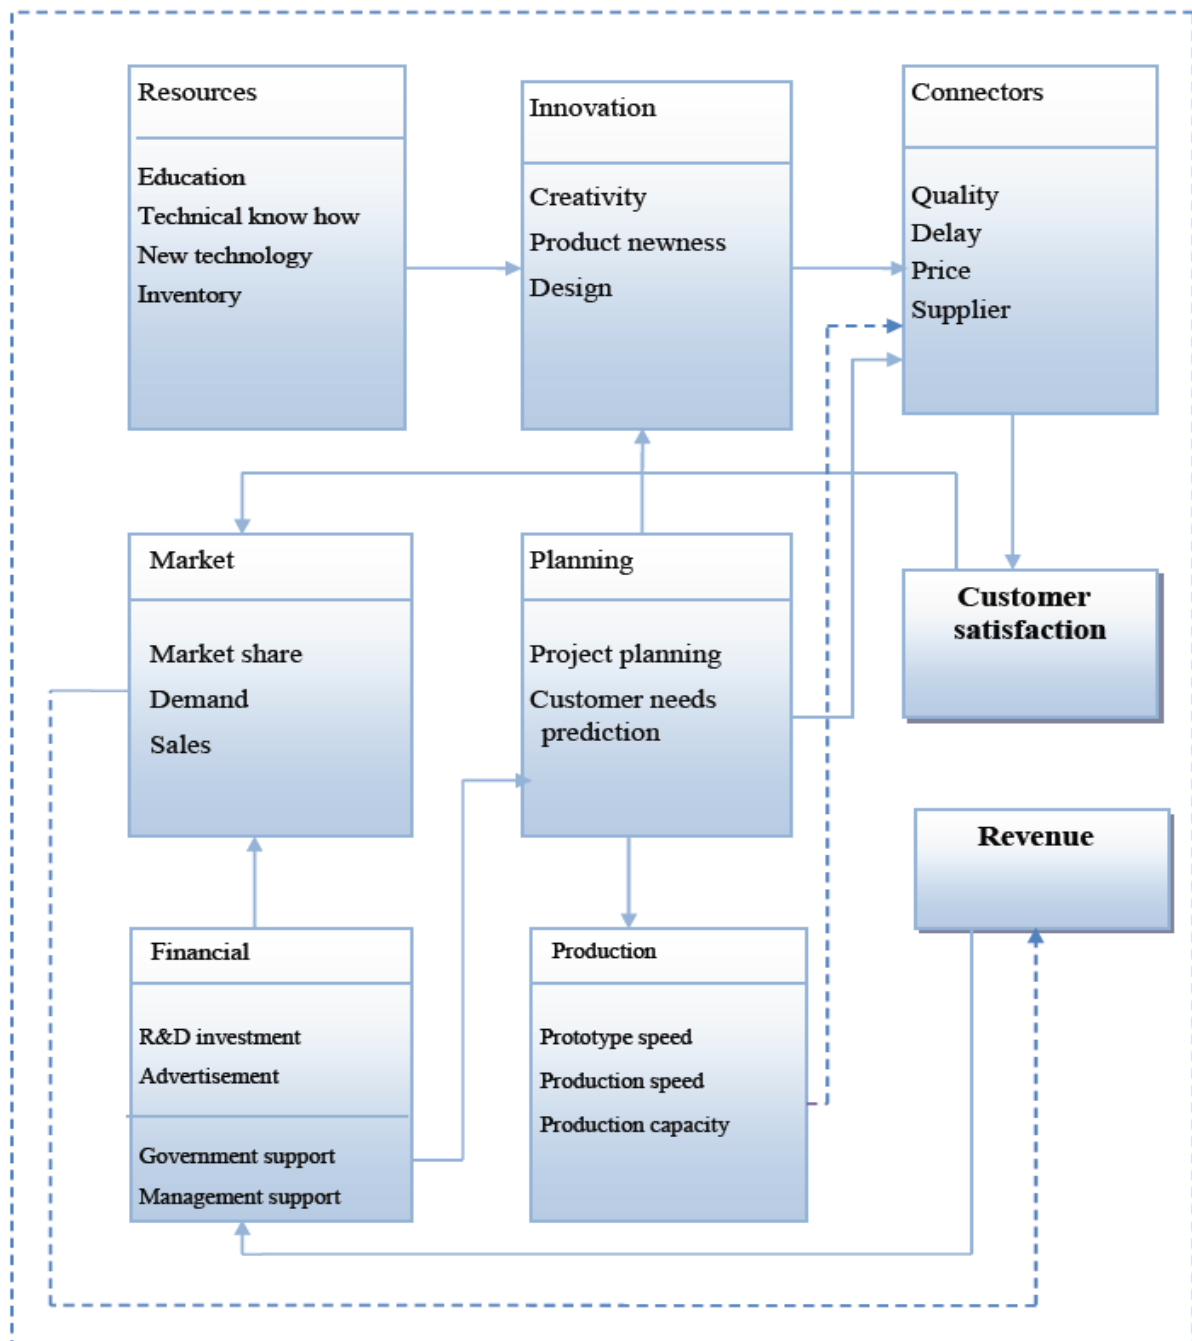 Resources
Education
Technical know how
New technology
Inventory
Innovation
Creativity
Product newness
Design
Connectors
Quality
Delay
Price
Supplier
Market
Market share
Demand
Sales
Planning
Project planning
Customer needs
prediction
Customer
satisfaction
Revenue
Financial
R&D investment
Advertisement
Government support
Management support
Production
Prototype speed
Production speed
Production capacity